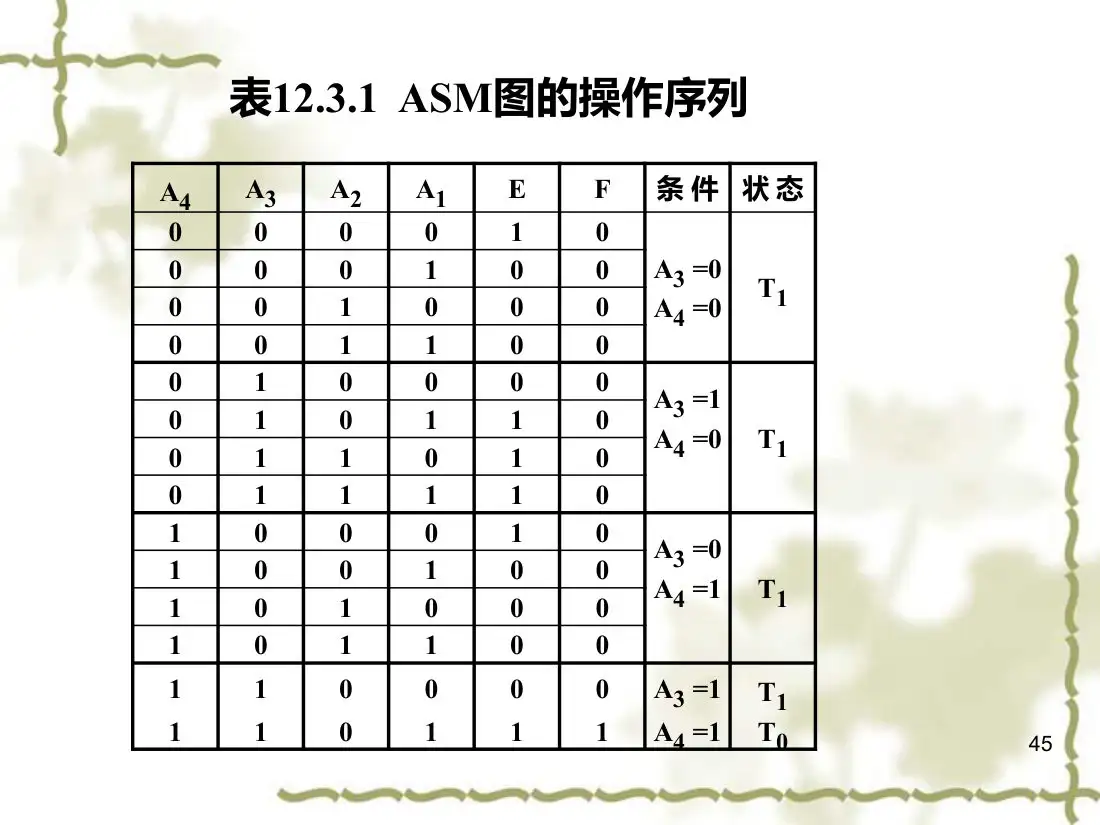 表12.3.1 ASM图的操作序列
A4 A3 A2 A1 E F 条件 状态
0 0 0 0 1 0
0 0 0 1 0 0 A3 =0 T1
0 0 1 0 0 0 A4 =0
0 0 1 1 0 0
0 1 0 0 0 0 A3 =1
0 1 0 1 1 0 A4 =0 T1
0 1 1 0 1 0
0 1 1 1 1 0
1 0 0 0 1 0 A3 =0
1 0 0 1 0 0 A4 =1 T1
1 0 1 0 0 0
1 0 1 1 0 0
1 1 0 0 0 0 A3 =1 T1
1 1 0 1 1 1 A4 =1 T0
45